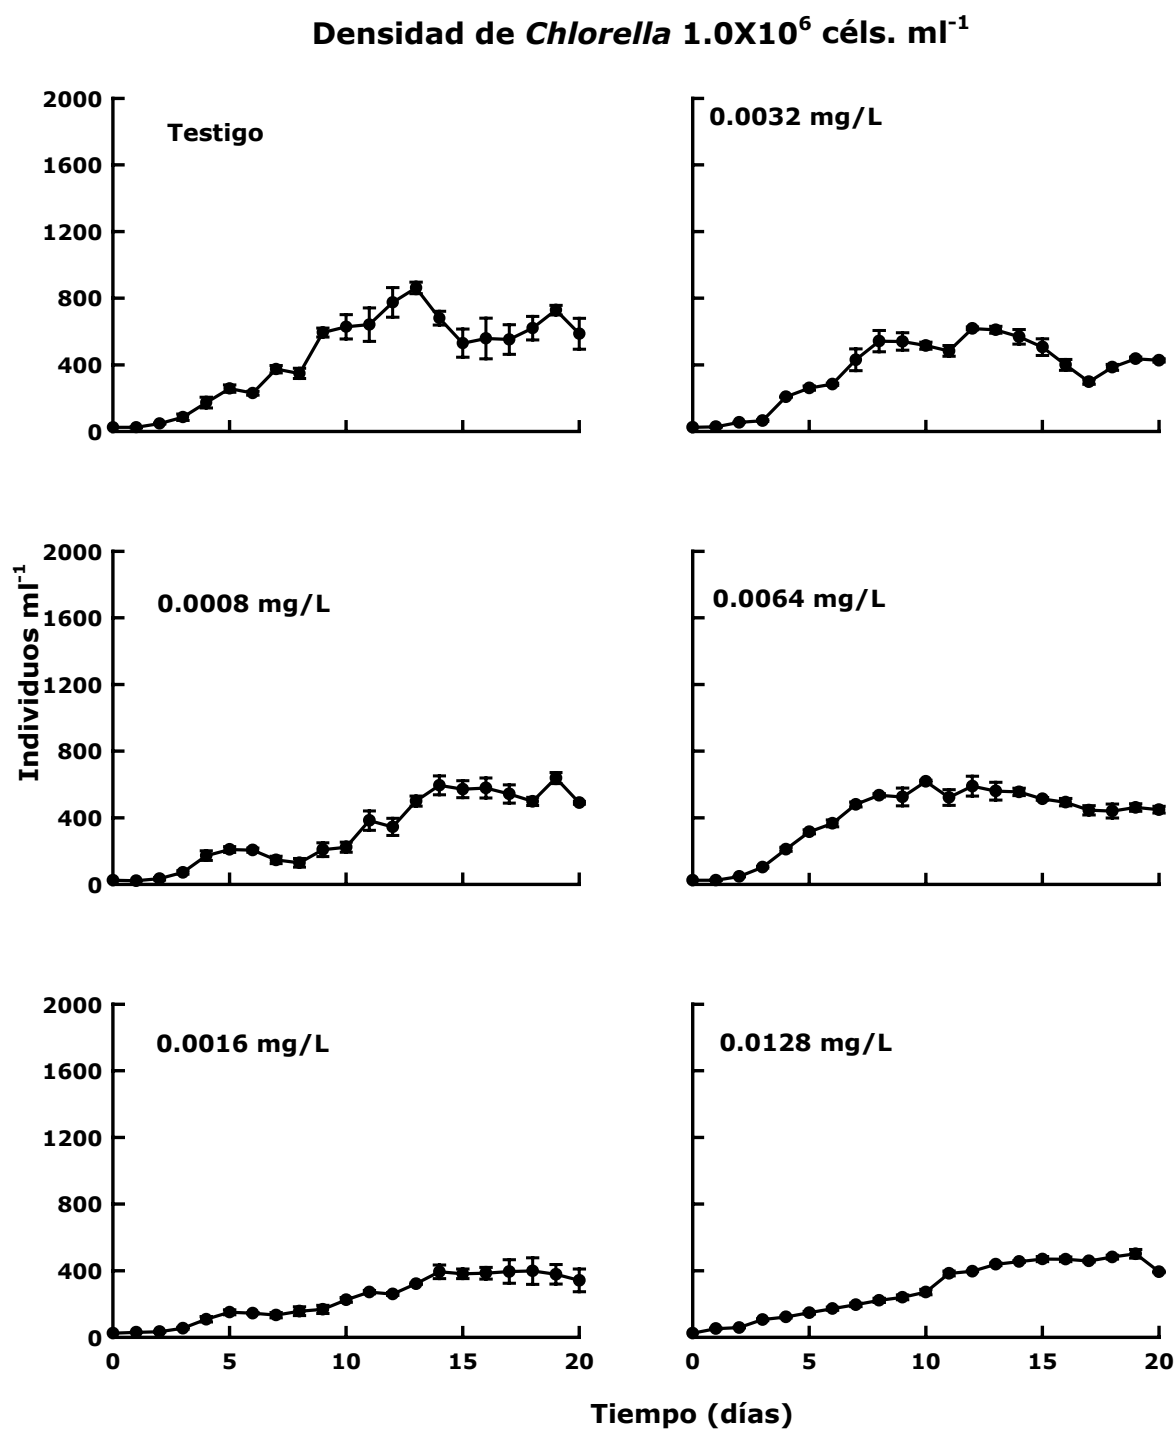 Densidad de Chlorella 1.0X10⁶ céls. ml⁻¹
Testigo
2000
1600
1200
800
400
0
0.0032 mg/L
Individuos ml⁻¹
0.0008 mg/L
2000
1600
1200
800
400
0
0.0064 mg/L
0.0016 mg/L
2000
1600
1200
800
400
0
0 5 10 15 20
0.0128 mg/L
0 5 10 15 20
Tiempo (días)